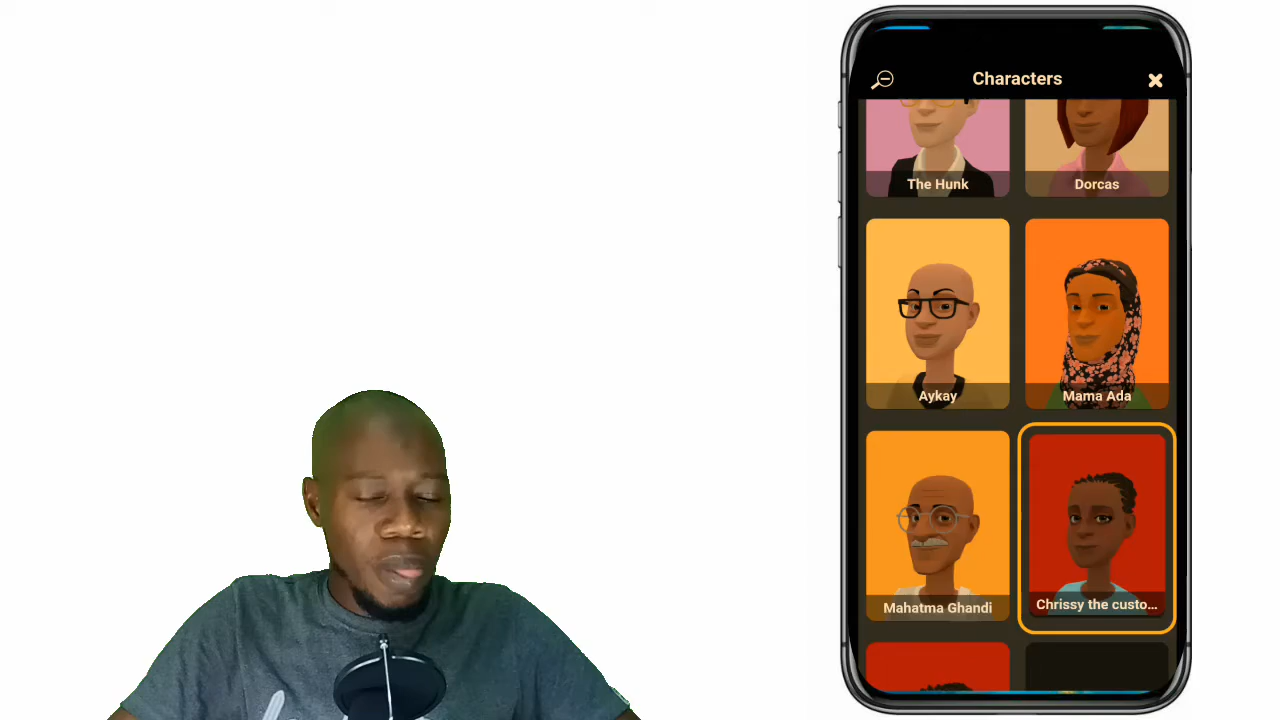 Characters
The Hunk
Dorcas
Aykay
Mama Ada
Mahatma Ghandi
Chrissy the custo...